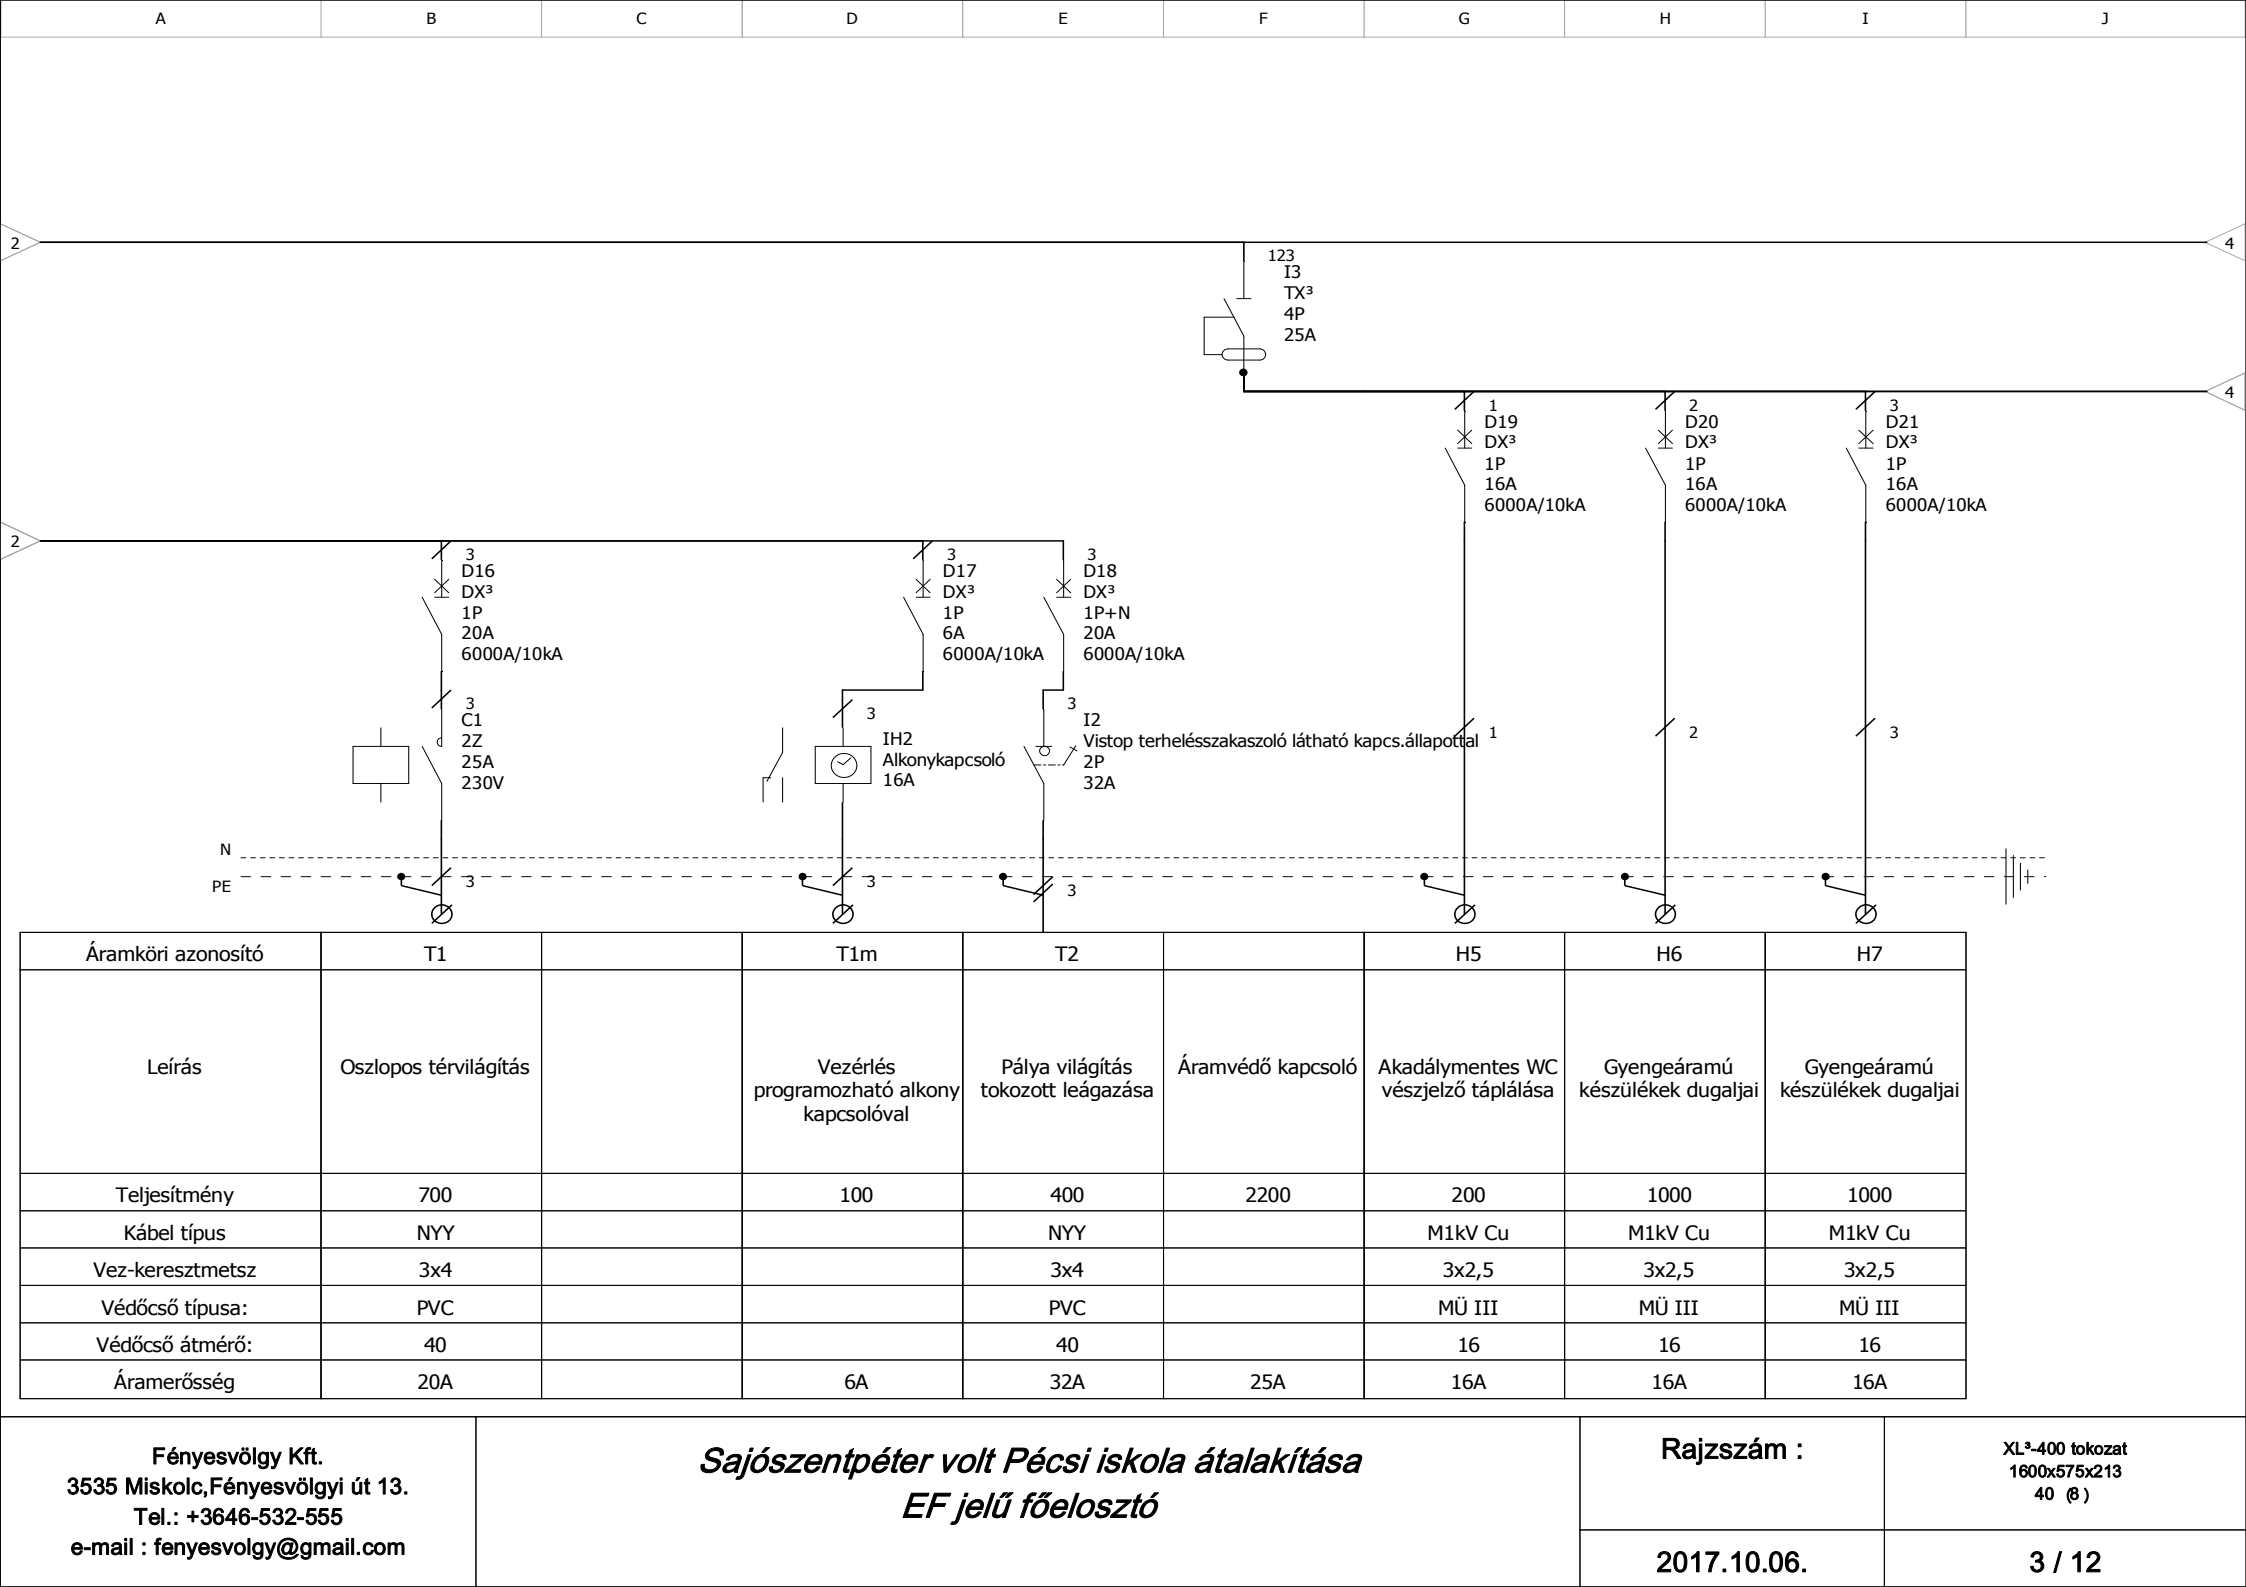 A B C D E F G H I J
2 4
123
I3
TX³
4P
25A
4
1 2 3
D19 D20 D21
DX³ DX³ DX³
1P 1P 1P
16A 16A 16A
6000A/10kA 6000A/10kA 6000A/10kA
2
3 3 3
D16 D17 D18
DX³ DX³ DX³
1P 1P 1P+N
20A 6A 20A
6000A/10kA 6000A/10kA 6000A/10kA
3
C1
2Z
25A
230V
3
IH2
Alkonykapcsoló
16A
3
I2
Vistop terhelésszakaszoló látható kapcs.állapottal
2P
32A
1 2 3
N
PE
3 3 3
Áramköri azonosító T1 T1m T2 H5 H6 H7
Leírás
Oszlopos térvilágítás
Vezérlés
programozható alkony
kapcsolóval
Pálya világítás
tokozott leágazása
Áramvédő kapcsoló
Akadálymentes WC
vészjelző táplálása
Gyengeáramú
készülékek dugaljai
Gyengeáramú
készülékek dugaljai
Teljesítmény 700 100 400 2200 200 1000 1000
Kábel típus NYY NYY M1kV Cu M1kV Cu M1kV Cu
Vez-keresztmetsz 3x4 3x4 3x2,5 3x2,5 3x2,5
Védőcső típusa: PVC PVC MÜ III MÜ III MÜ III
Védőcső átmérő: 40 40 16 16 16
Áramerősség 20A 6A 32A 25A 16A 16A 16A
Fényesvölgy Kft.
3535 Miskolc,Fényesvölgyi út 13.
Tel.: +3646-532-555
e-mail : fenyesvolgy@gmail.com
Sajószentpéter volt Pécsi iskola átalakítása
EF jelű főelosztó
Rajzszám :
2017.10.06.
XL³-400 tokozat
1600x575x213
40 (8 )
3 / 12